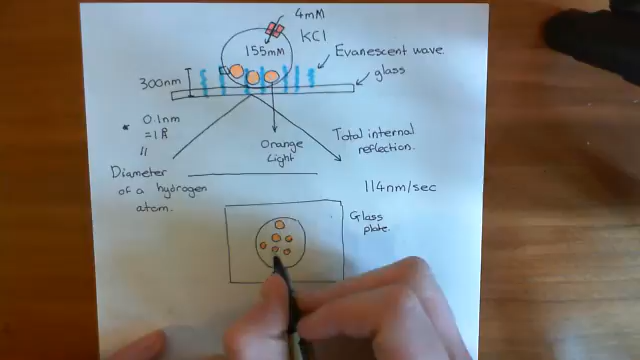 4mM
KCl
155mM
Evanescent wave
glass
300nm
* 0.1nm
= 1Å
"
Diameter
of a hydrogen
atom.
Orange
Light
Total internal
reflection.
114nm/sec
Glass
plate.